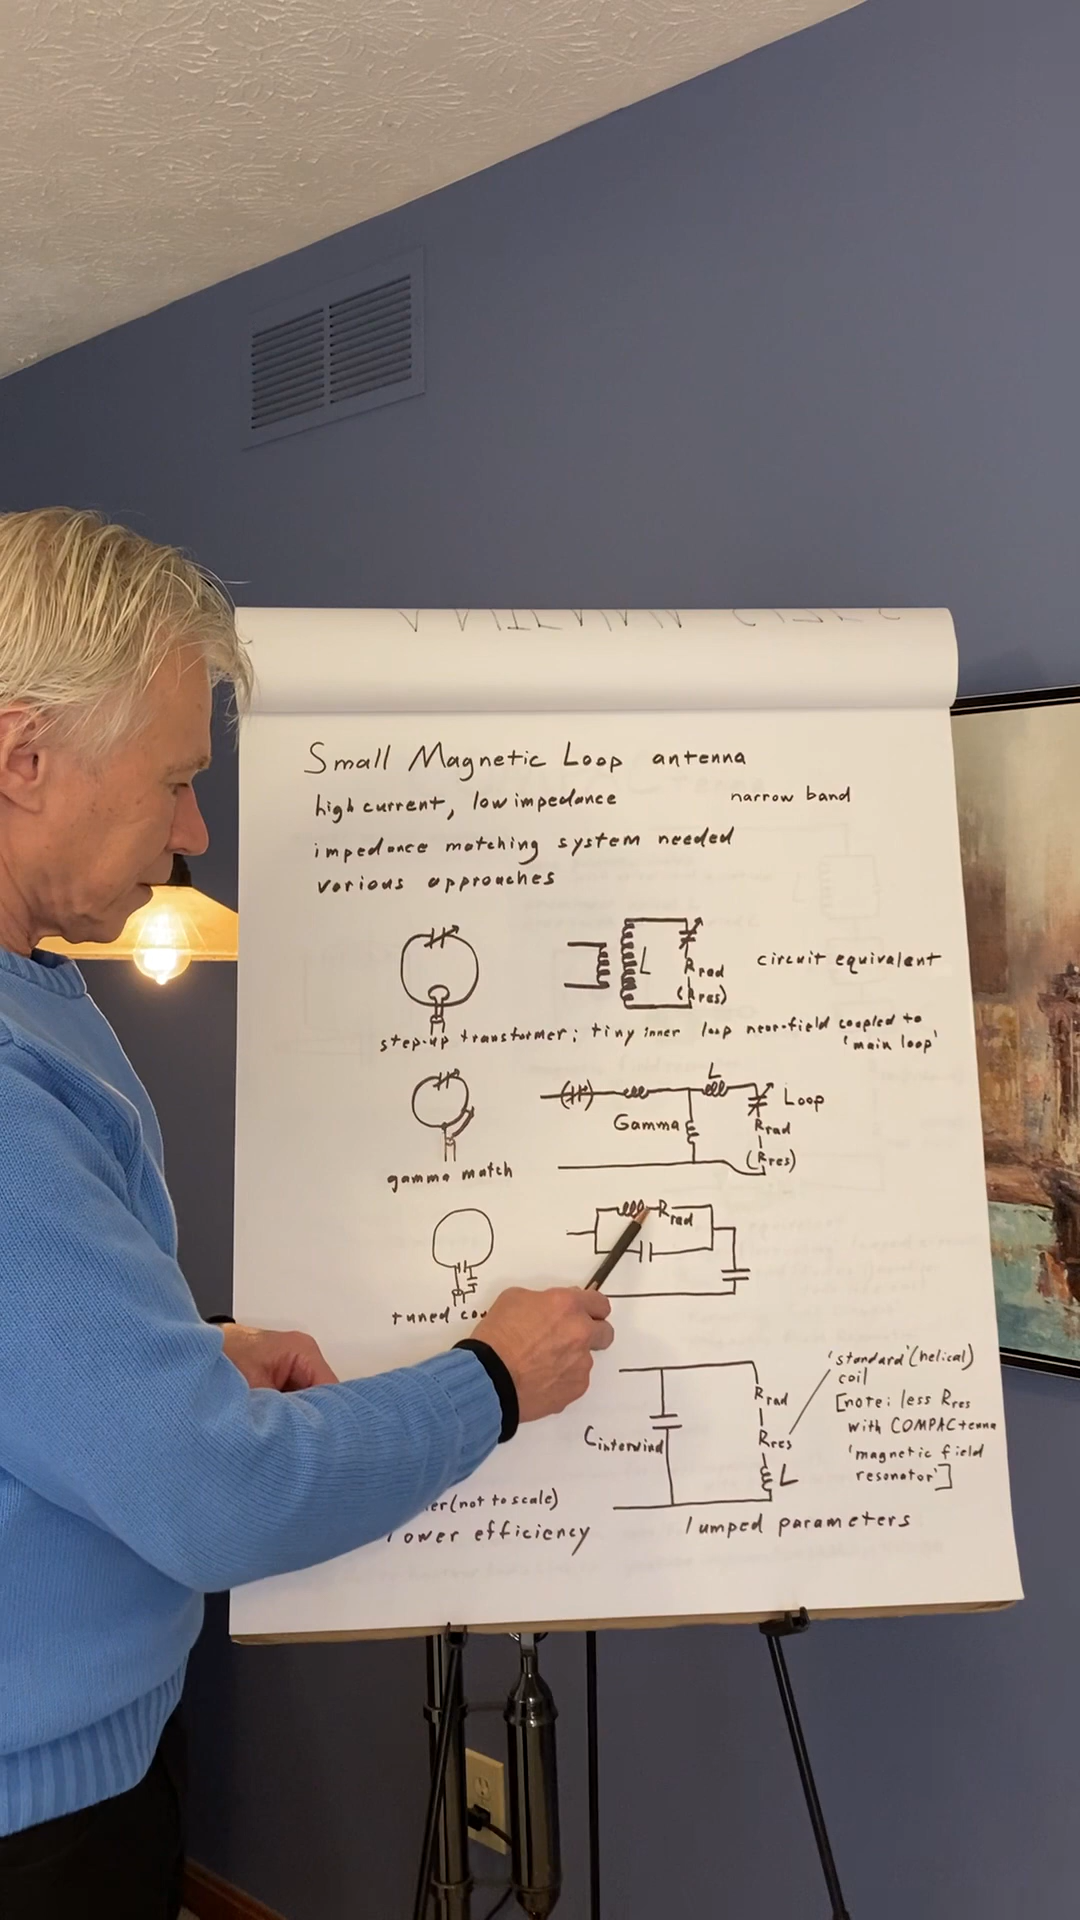 Small Magnetic Loop antenna
high current, low impedance narrow band
impedance matching system needed
various approaches
L Rrad (Rres) circuit equivalent
step-up transformer; tiny inner loop near-field coupled to 'main loop'
L Loop
Gamma Rrad
(Rres)
gamma match
Rrad
tuned
'standard' (helical)
coil
[note: less Rres
with COMPACtenna
'magnetic field
resonator']
Rrad
Cinterwind Rres
L
(not to scale)
lower efficiency lumped parameters